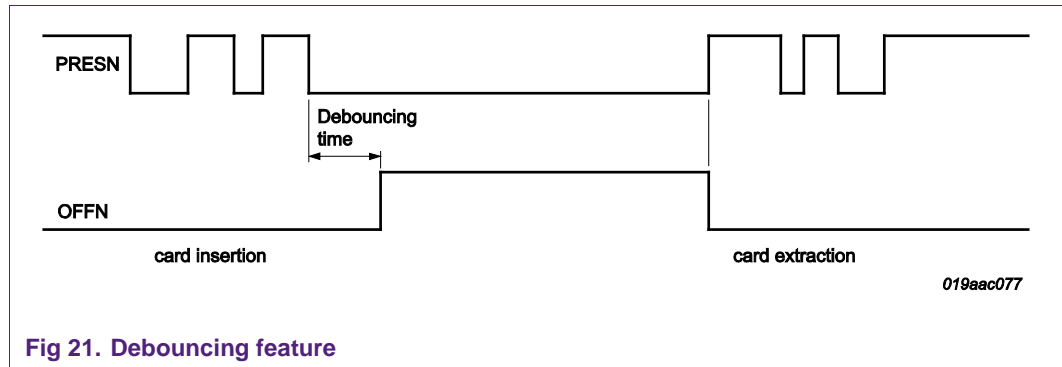 PRESN
Debouncing
time
OFFN
card insertion
card extraction
019aac077
Fig 21. Debouncing feature